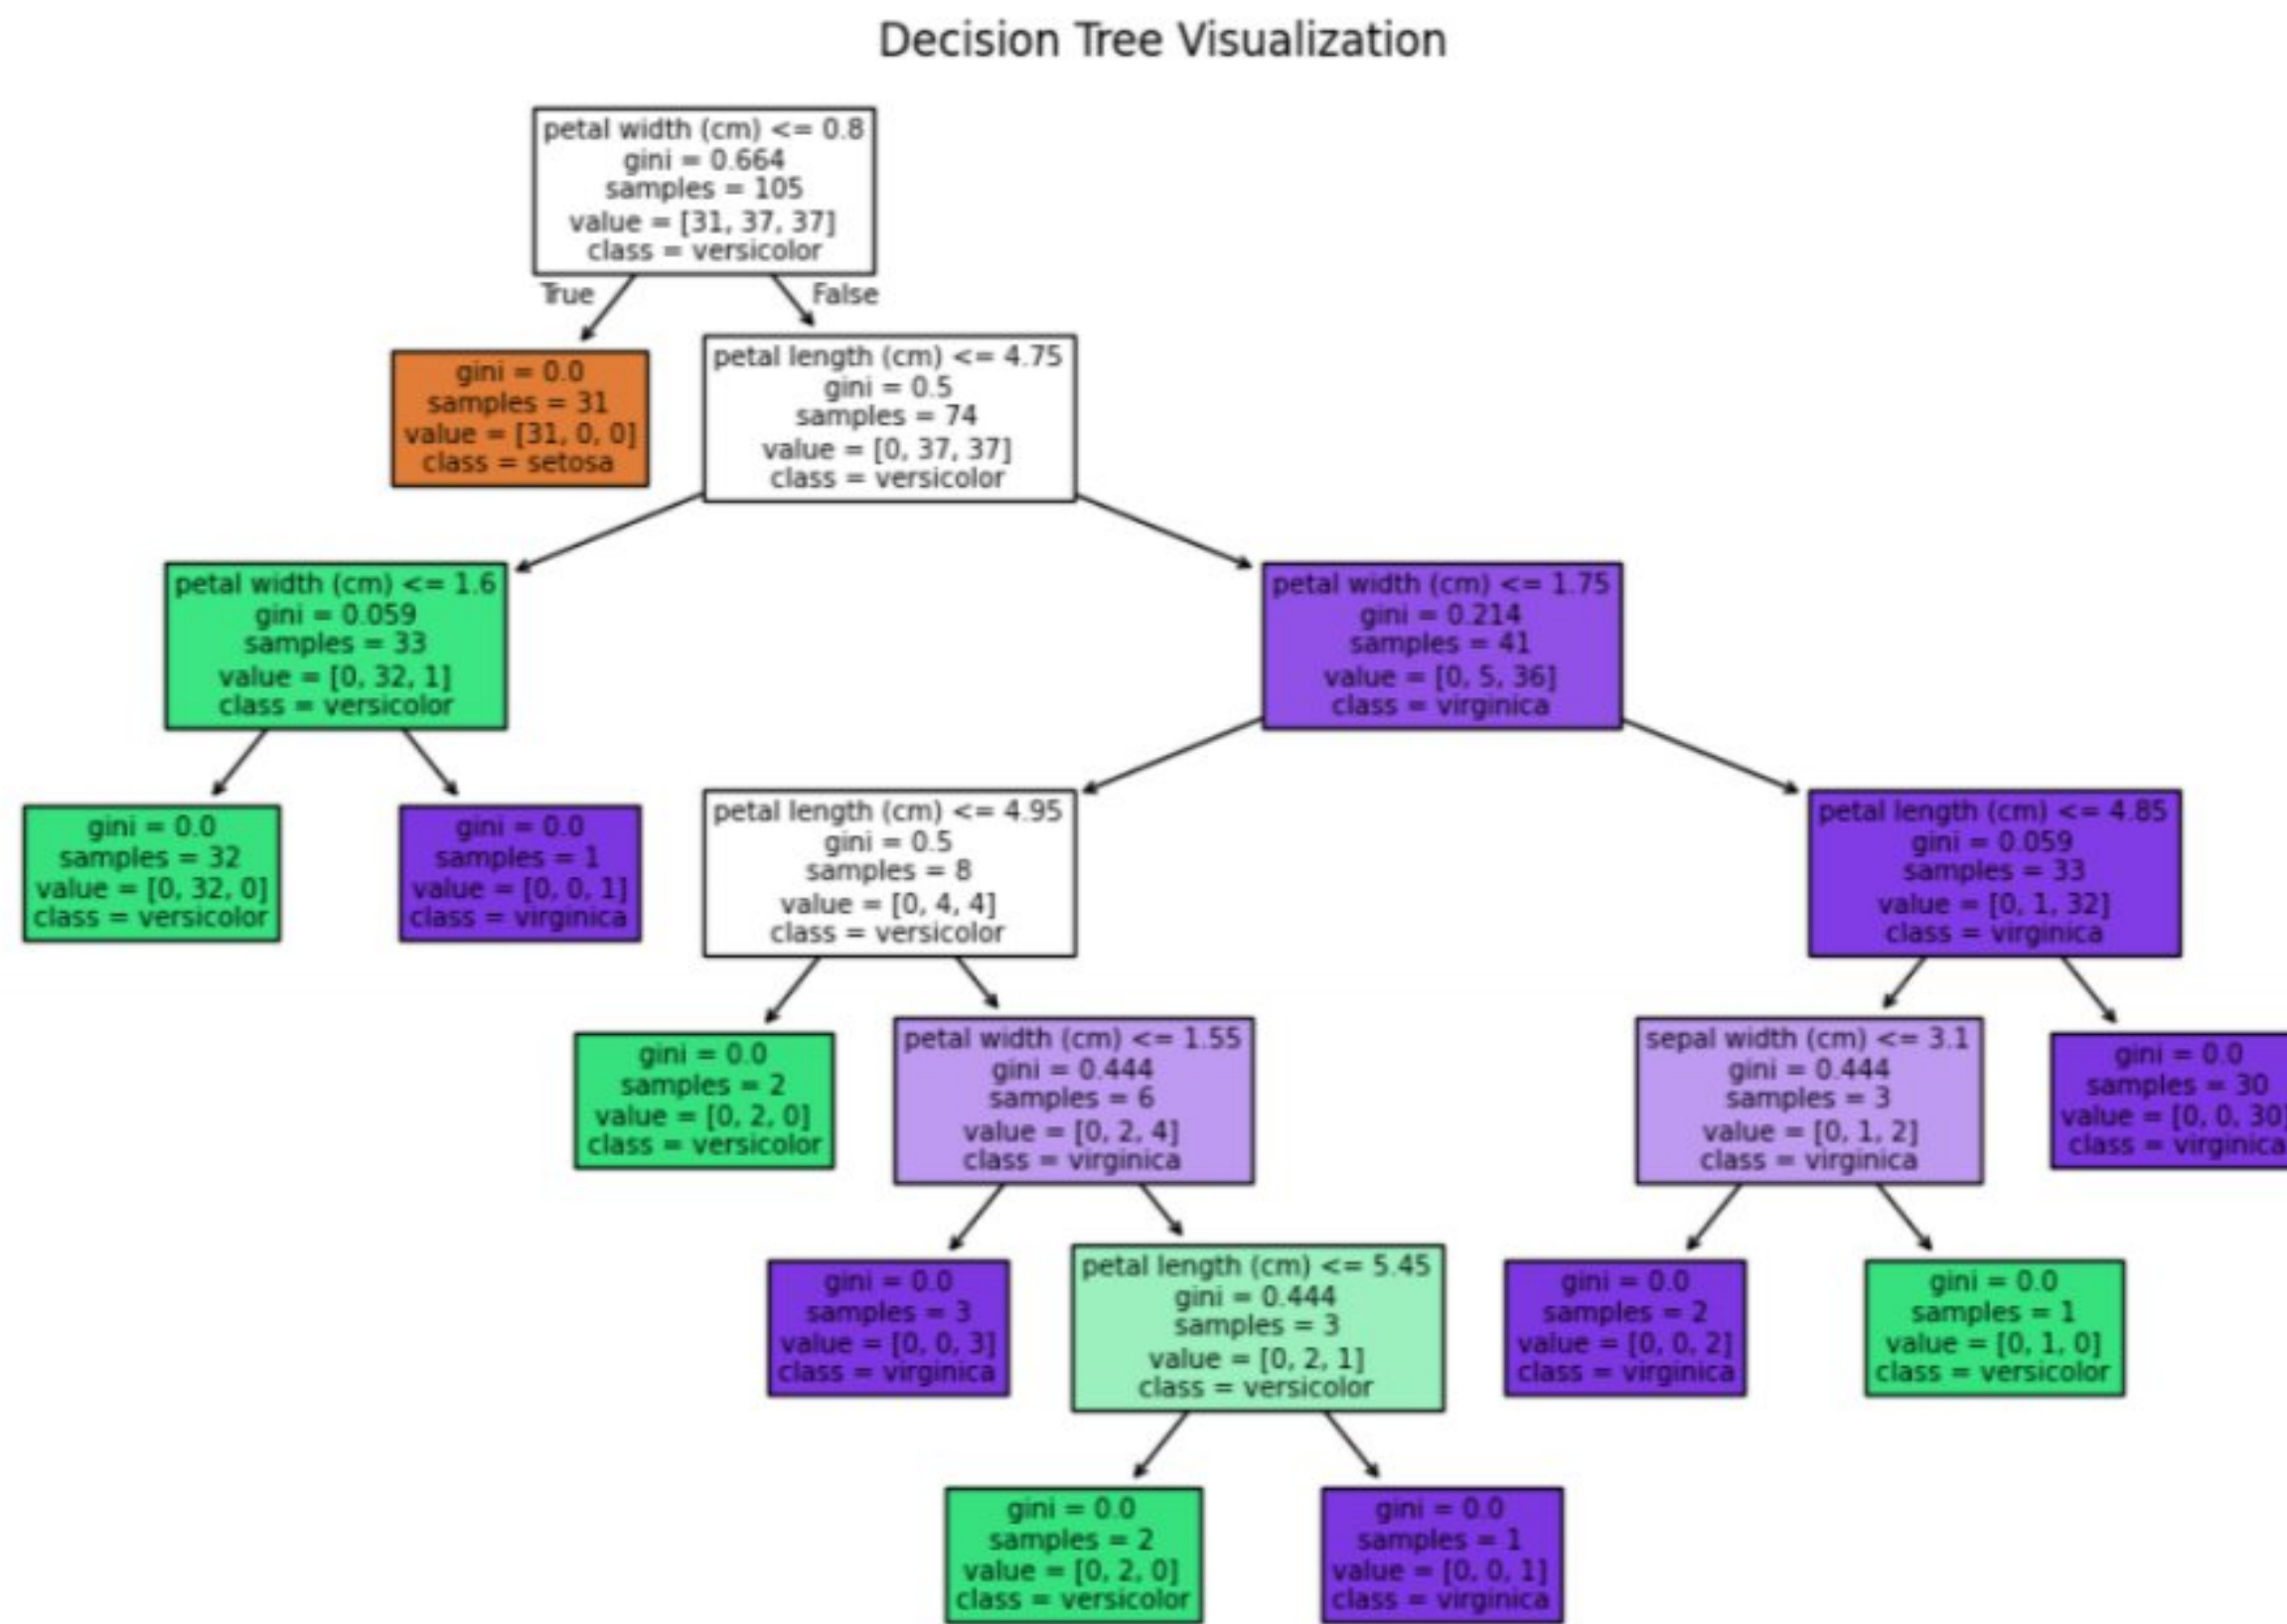 Decision Tree Visualization
petal width (cm) <= 0.8
gini = 0.664
samples = 105
value = [31, 37, 37]
class = versicolor
True
False
gini = 0.0
samples = 31
value = [31, 0, 0]
class = setosa
petal length (cm) <= 4.75
gini = 0.5
samples = 74
value = [0, 37, 37]
class = versicolor
petal width (cm) <= 1.6
gini = 0.059
samples = 33
value = [0, 32, 1]
class = versicolor
petal width (cm) <= 1.75
gini = 0.214
samples = 41
value = [0, 5, 36]
class = virginica
gini = 0.0
samples = 32
value = [0, 32, 0]
class = versicolor
gini = 0.0
samples = 1
value = [0, 0, 1]
class = virginica
petal length (cm) <= 4.95
gini = 0.5
samples = 8
value = [0, 4, 4]
class = versicolor
petal length (cm) <= 4.85
gini = 0.059
samples = 33
value = [0, 1, 32]
class = virginica
gini = 0.0
samples = 2
value = [0, 2, 0]
class = versicolor
petal width (cm) <= 1.55
gini = 0.444
samples = 6
value = [0, 2, 4]
class = virginica
sepal width (cm) <= 3.1
gini = 0.444
samples = 3
value = [0, 1, 2]
class = virginica
gini = 0.0
samples = 30
value = [0, 0, 30]
class = virginica
gini = 0.0
samples = 3
value = [0, 0, 3]
class = virginica
petal length (cm) <= 5.45
gini = 0.444
samples = 3
value = [0, 2, 1]
class = versicolor
gini = 0.0
samples = 2
value = [0, 0, 2]
class = virginica
gini = 0.0
samples = 1
value = [0, 1, 0]
class = versicolor
gini = 0.0
samples = 2
value = [0, 2, 0]
class = versicolor
gini = 0.0
samples = 1
value = [0, 0, 1]
class = virginica